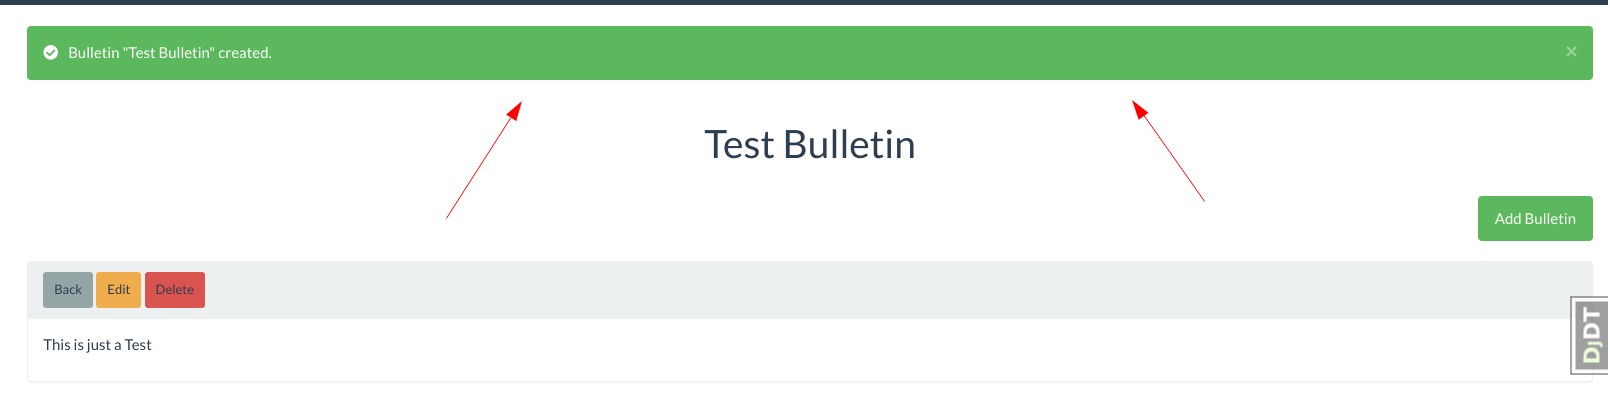 Bulletin "Test Bulletin" created.
×
Test Bulletin
Add Bulletin
Back Edit Delete
This is just a Test
DjDT